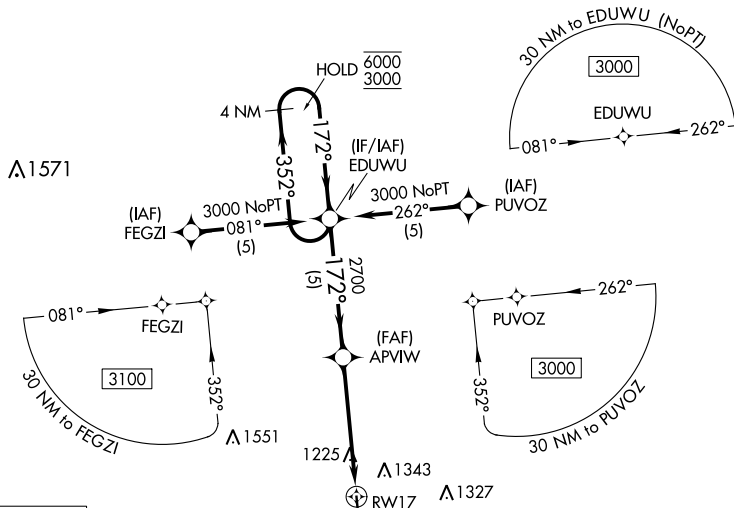 30 NM to EDUWU (NoPT)
3000
EDUWU
081°
262°
HOLD 6000
3000
4 NM
172°
352°
(IF/IAF)
EDUWU
1571
(IAF)
FEGZI
3000 NoPT
081°
(5)
3000 NoPT
262°
(5)
(IAF)
PUVOZ
2700
172°
(5)
(FAF)
APVIW
081°
FEGZI
3100
352°
30 NM to FEGZI
262°
PUVOZ
3000
352°
30 NM to PUVOZ
1551
1225
1343
1327
RW17